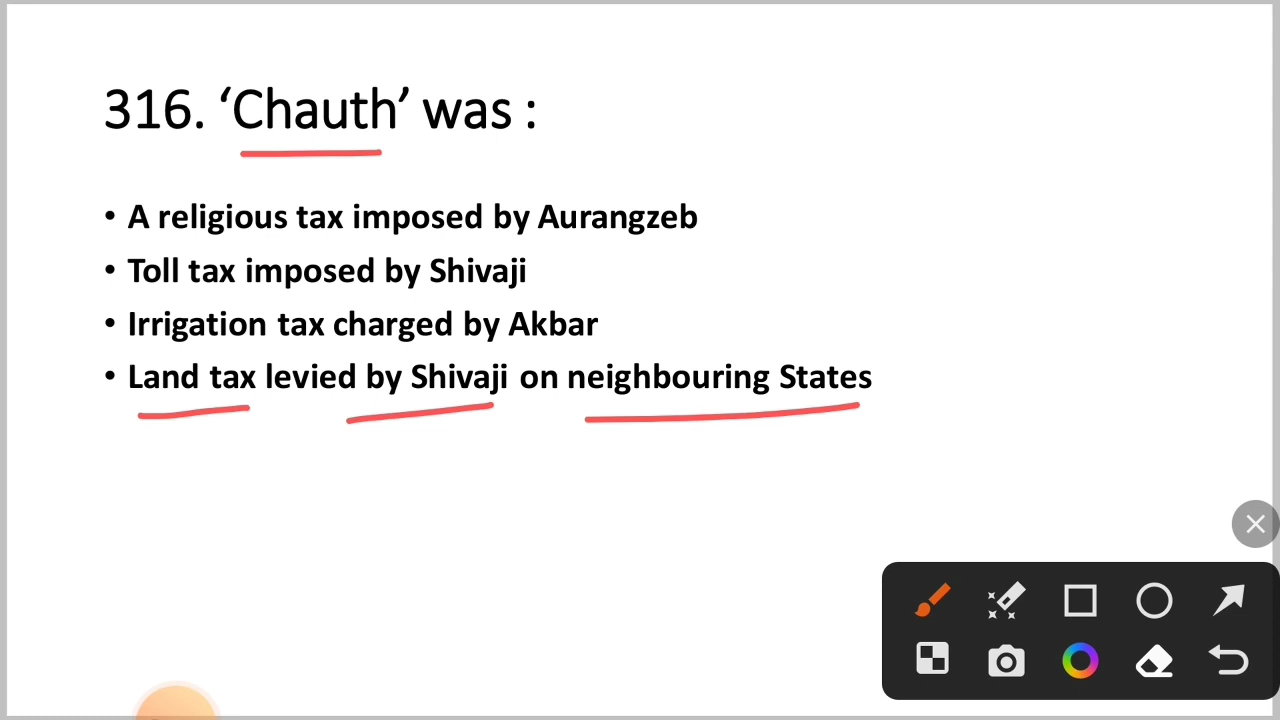 316. ‘Chauth’ was :
• A religious tax imposed by Aurangzeb
• Toll tax imposed by Shivaji
• Irrigation tax charged by Akbar
• Land tax levied by Shivaji on neighbouring States